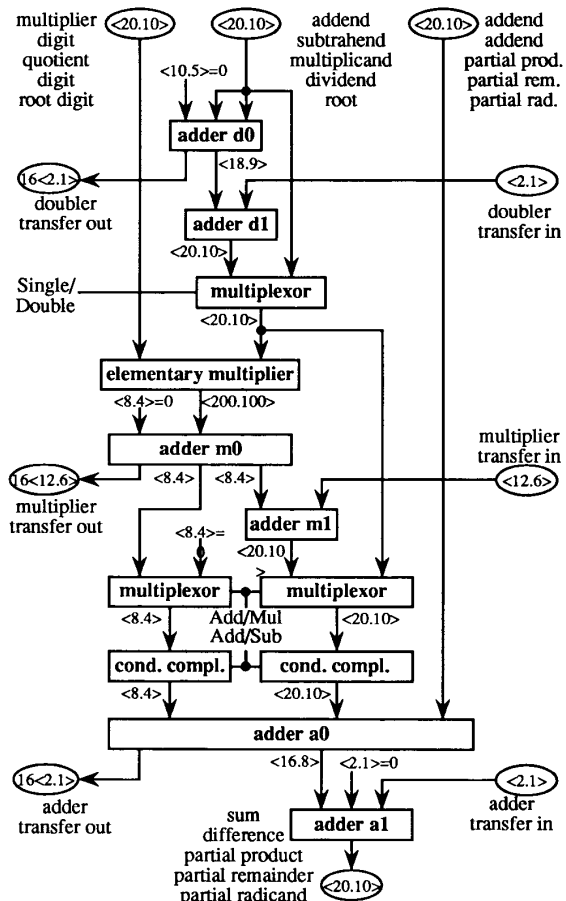 multiplier
digit
quotient
digit
root digit
<20.10>
<20.10>
addend
subtrahend
multiplicand
dividend
root
<20.10>
addend
addend
partial prod.
partial rem.
partial rad.
<10.5>=0
adder d0
<18.9>
16<2.1>
doubler
transfer out
<2.1>
doubler
transfer in
adder d1
<20.10>
Single/
Double
multiplexor
<20.10>
elementary multiplier
<8.4>=0
<200.100>
adder m0
16<12.6>
multiplier
transfer out
<8.4>
<8.4>
multiplier
transfer in
<12.6>
adder m1
<8.4>=
0
<20.10
>
multiplexor
multiplexor
<8.4>
Add/Mul
Add/Sub
<20.10>
cond. compl.
cond. compl.
<8.4>
<20.10>
adder a0
<16.8>
<2.1>=0
16<2.1>
adder
transfer out
<2.1>
adder
transfer in
adder a1
sum
difference
partial product
partial remainder
partial radicand
<20.10>